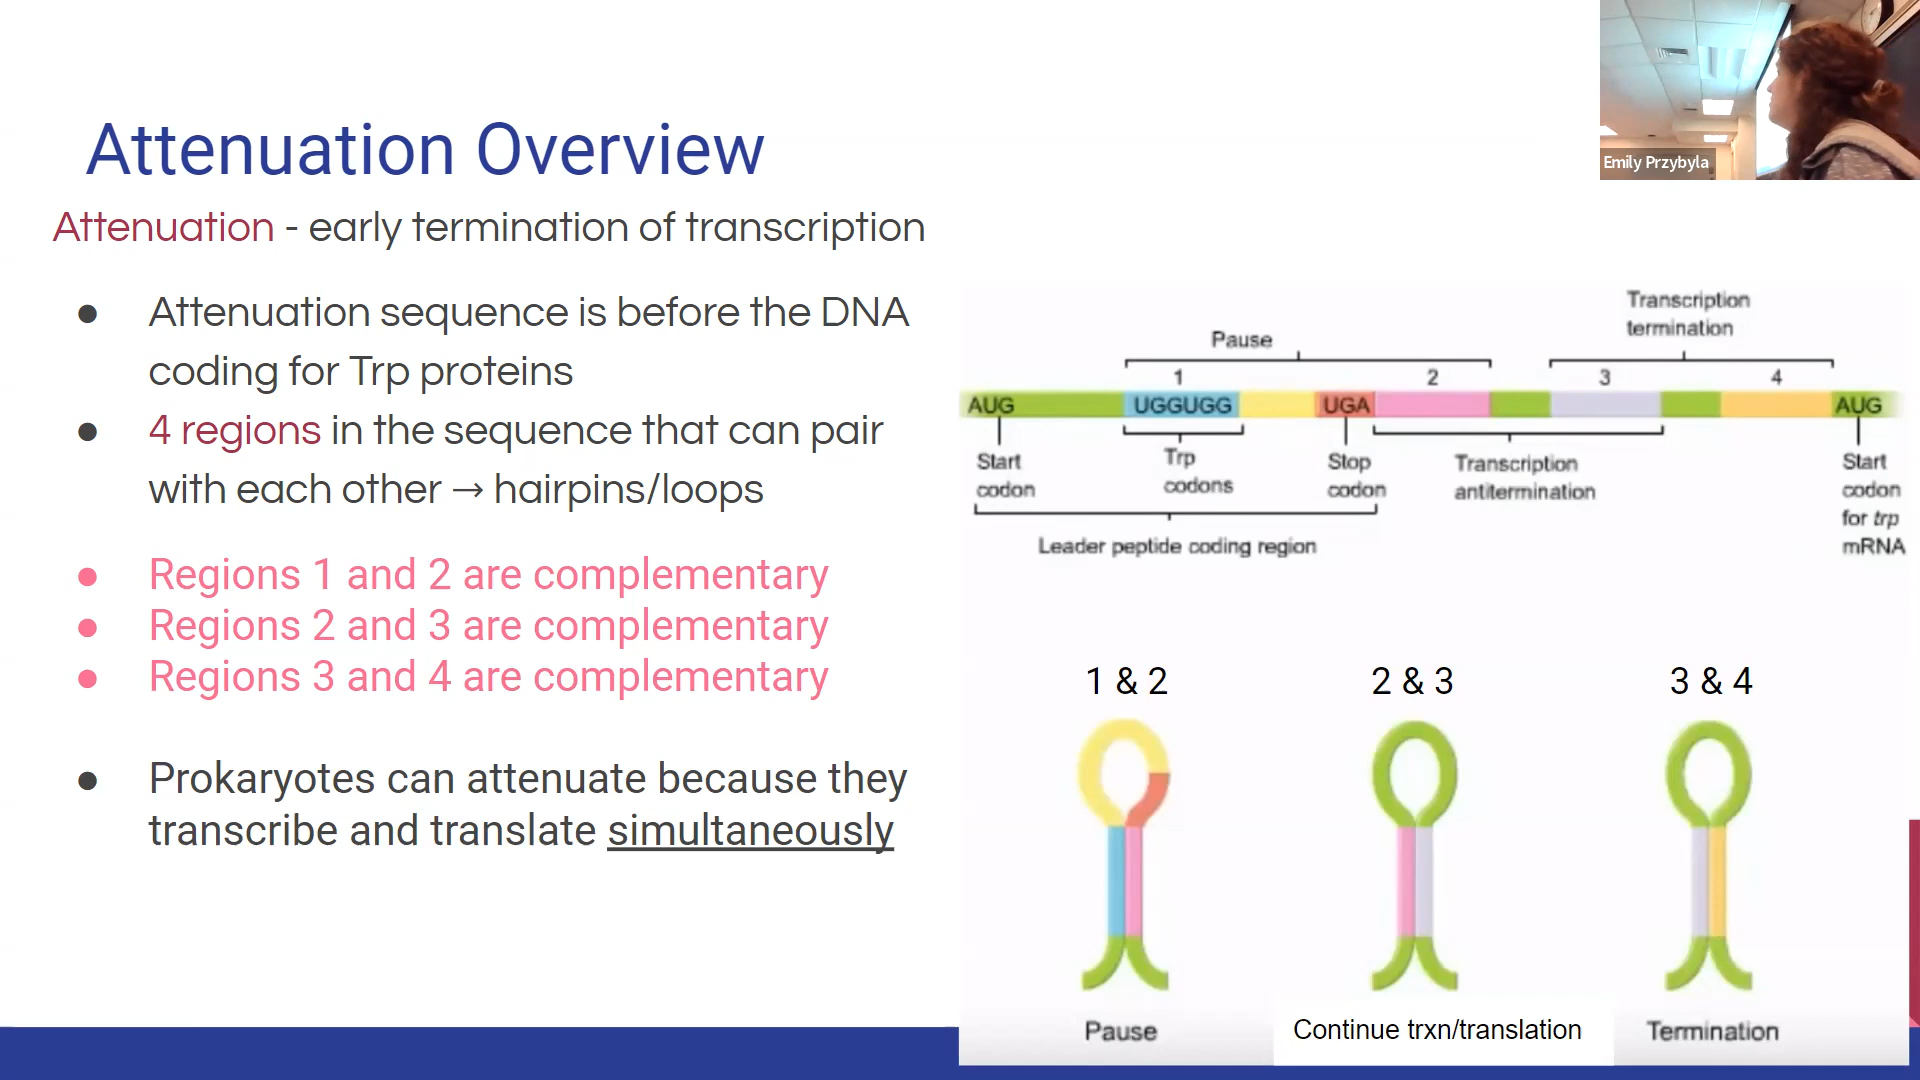 Emily Przybyla
Attenuation Overview
Attenuation - early termination of transcription
● Attenuation sequence is before the DNA
coding for Trp proteins
● 4 regions in the sequence that can pair
with each other → hairpins/loops
● Regions 1 and 2 are complementary
● Regions 2 and 3 are complementary
● Regions 3 and 4 are complementary
● Prokaryotes can attenuate because they
transcribe and translate simultaneously
Transcription
termination
Pause
1 2 3 4
AUG UGGUGG UGA AUG
Start
codon
Trp
codons
Stop
codon
Transcription
antitermination
Start
codon
for trp
mRNA
Leader peptide coding region
1 & 2 2 & 3 3 & 4
Pause Continue trxn/translation Termination